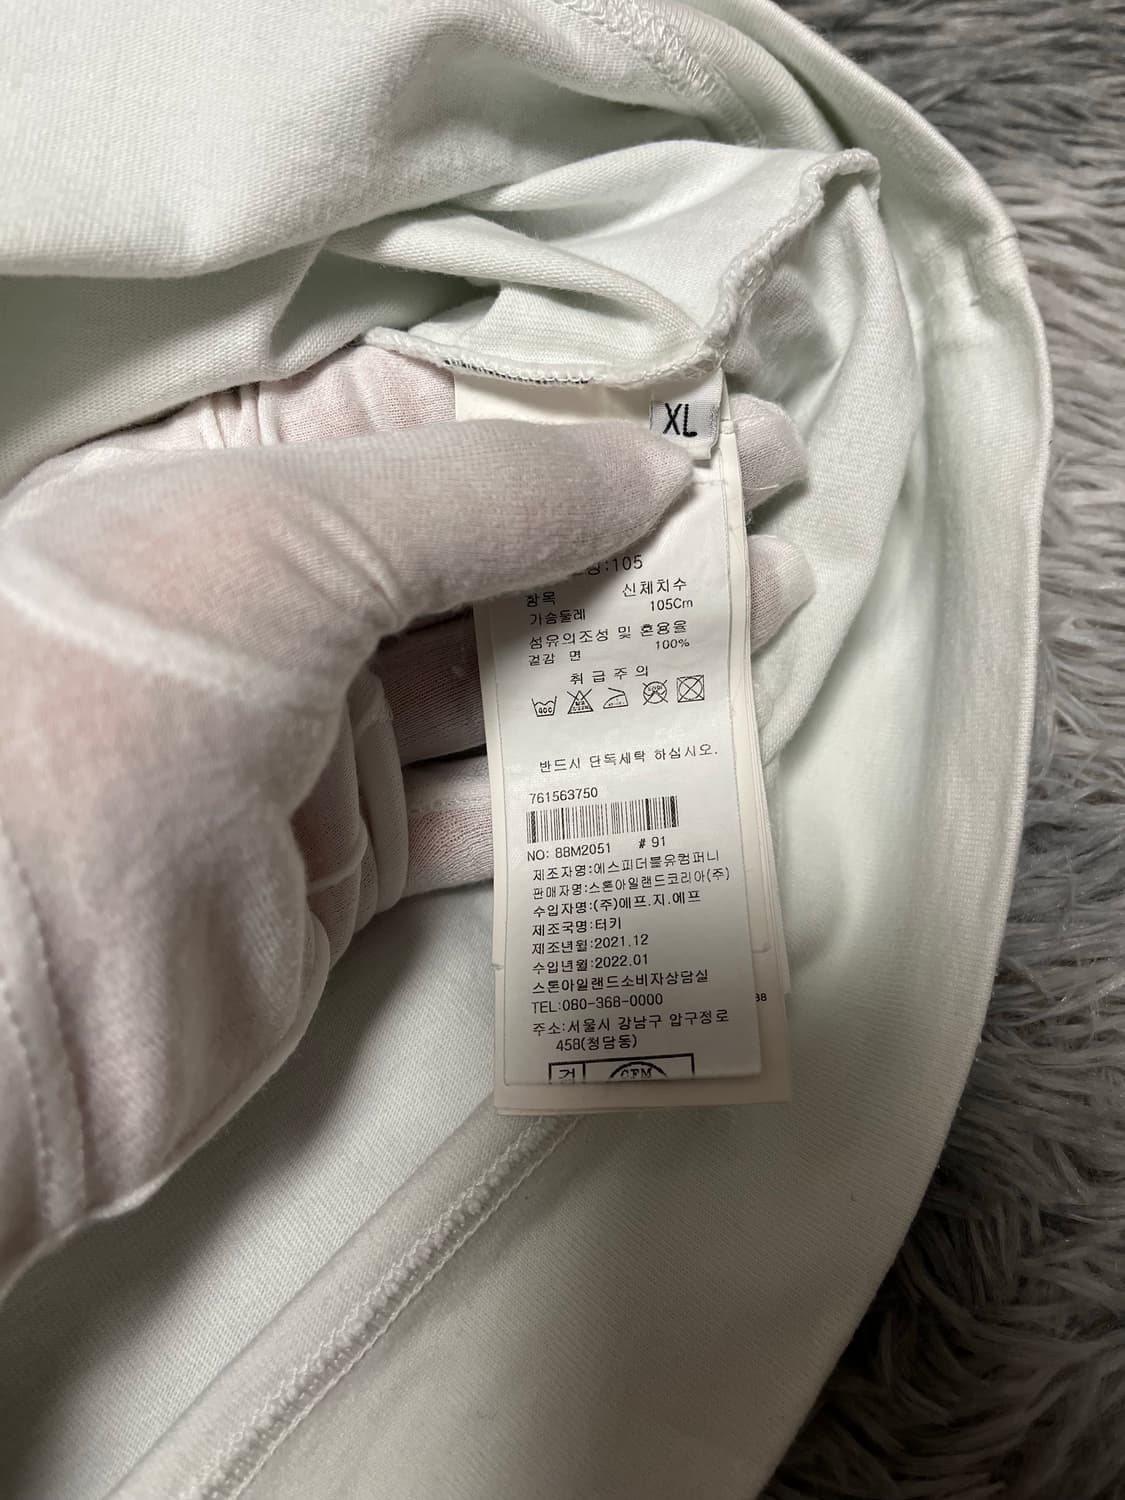 XL
:105
항목 신체치수
가슴둘레 105Cm
섬유의조성 및 혼용율
겉감 면 100%
취급주의
반드시 단독세탁 하십시오.
761563750
NO: 88M2051 # 91
제조자명:에스피더블유컴퍼니
판매자명:스톤아일랜드코리아(주)
수입자명:(주)에프.지.에프
제조국명:터키
제조년월:2021.12
수입년월:2022.01
스톤아일랜드소비자상담실
TEL:080-368-0000
주소:서울시 강남구 압구정로
458(청담동)